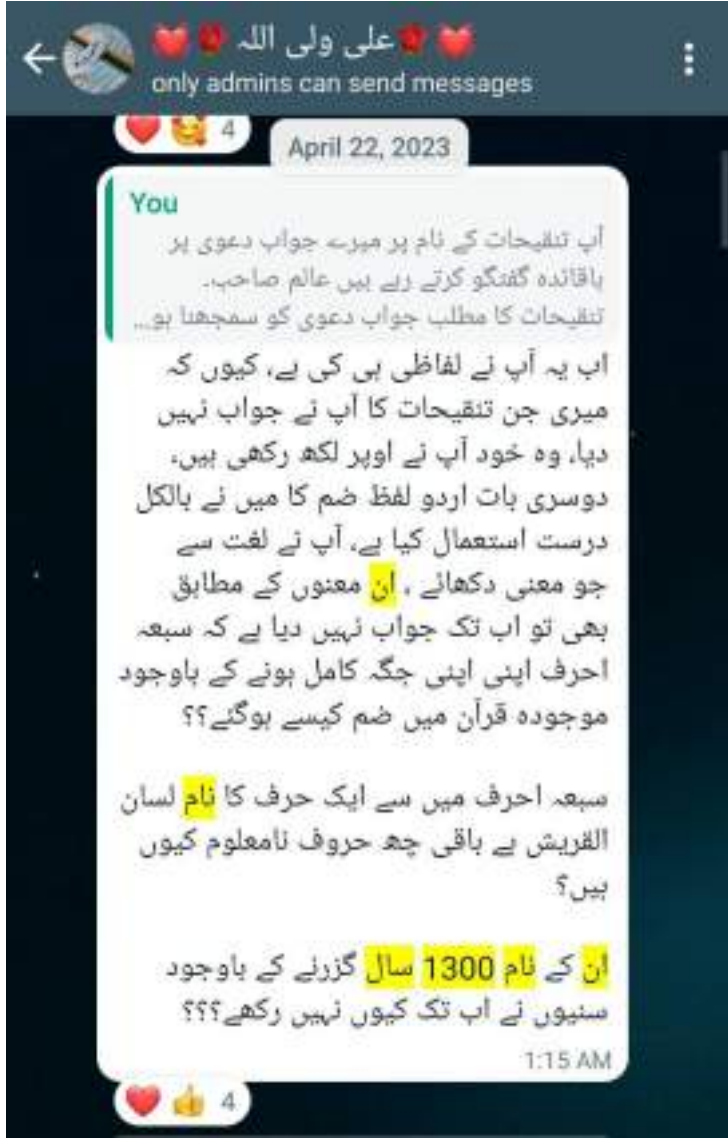 علی ولی اللہ
only admins can send messages
4
April 22, 2023
You
آپ تنقیحات کے نام پر میرے جواب دعوی پر
باقائدہ گفتگو کرتے رہے ہیں عالم صاحب۔
تنقیحات کا مطلب جواب دعوی کو سمجھنا ہو...
اب یہ آپ نے لفاظی ہی کی ہے، کیوں کہ
میری جن تنقیحات کا آپ نے جواب نہیں
دیا، وہ خود آپ نے اوپر لکھ رکھی ہیں،
دوسری بات اردو لفظ ضم کا میں نے بالکل
درست استعمال کیا ہے، آپ نے لغت سے
جو معنی دکھائے ، ان معنوں کے مطابق
بھی تو اب تک جواب نہیں دیا ہے کہ سبعہ
احرف اپنی اپنی جگہ کامل ہونے کے باوجود
موجودہ قرآن میں ضم کیسے ہوگئے؟؟
سبعہ احرف میں سے ایک حرف کا نام لسان
القریش ہے باقی چھ حروف نامعلوم کیوں
ہیں؟
ان کے نام 1300 سال گزرنے کے باوجود
سنیوں نے اب تک کیوں نہیں رکھے؟؟؟
1:15 AM
4